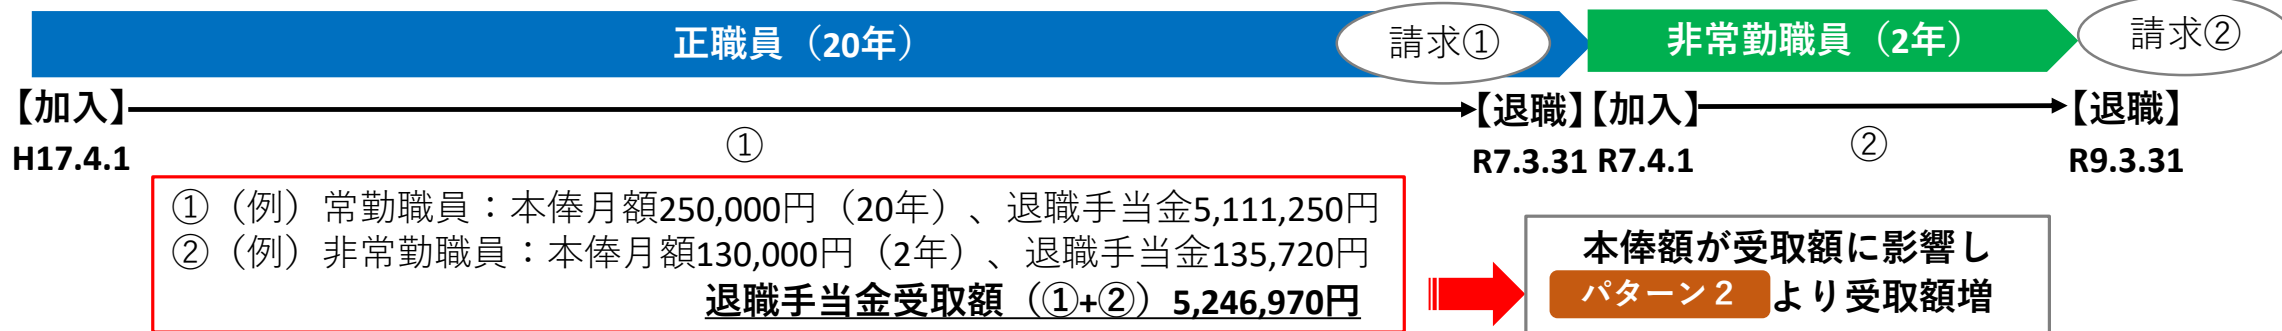 正職員（20年）
請求①
非常勤職員（2年）
請求②
【加入】
【退職】
【加入】
【退職】
H17.4.1
①
R7.3.31
R7.4.1
②
R9.3.31
①（例）常勤職員：本俸月額250,000円（20年）、退職手当金5,111,250円
②（例）非常勤職員：本俸月額130,000円（2年）、退職手当金135,720円
退職手当金受取額（①+②）5,246,970円
本俸額が受取額に影響し
パターン２ より受取額増